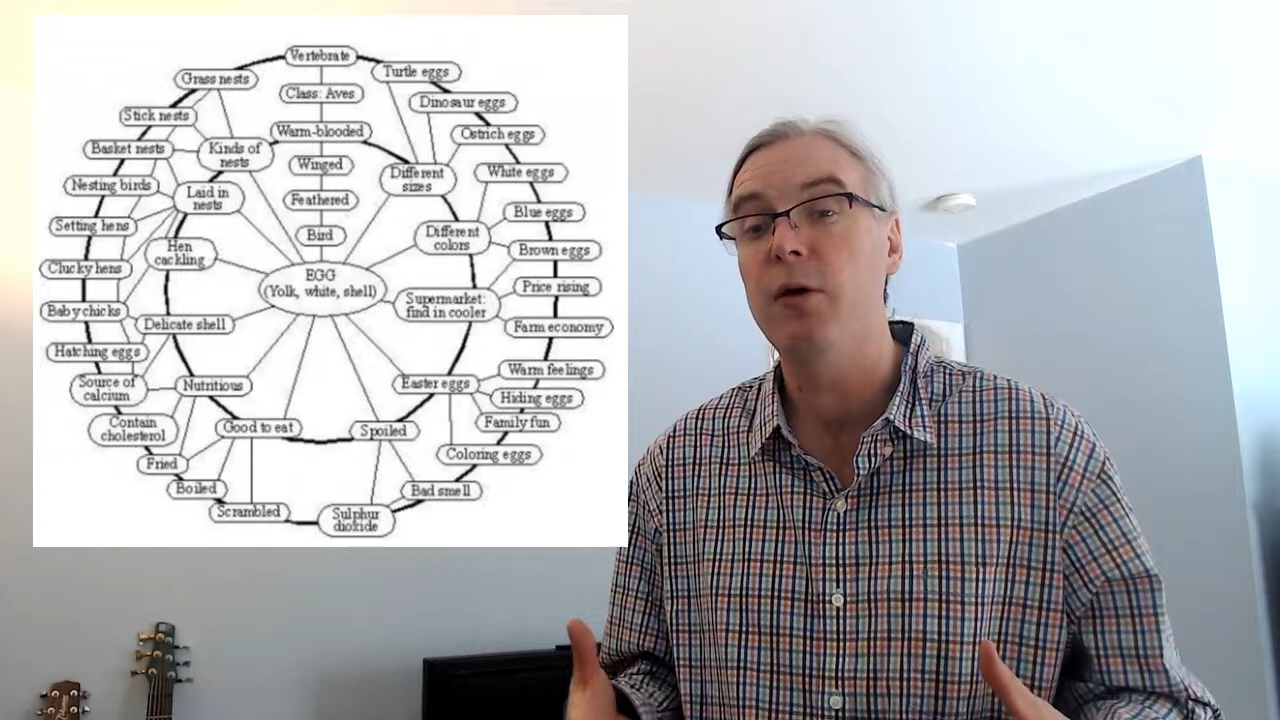 Vertebrate
Grass nests
Turtle eggs
Class: Aves
Dinosaur eggs
Stick nests
Warm-blooded
Ostrich eggs
Basket nests
Kinds of
nests
Winged
Different
sizes
White eggs
Nesting birds
Laid in
nests
Feathered
Blue eggs
Setting hens
Bird
Different
colors
Hen
cackling
Brown eggs
Clucky hens
EGG
(Yolk, white, shell)
Price rising
Baby chicks
Supermarket:
find in cooler
Delicate shell
Farm economy
Hatching eggs
Warm feelings
Source of
calcium
Nutritious
Easter eggs
Hiding eggs
Contain
cholesterol
Good to eat
Spoiled
Family fun
Fried
Coloring eggs
Boiled
Bad smell
Scrambled
Sulphur
dioxide